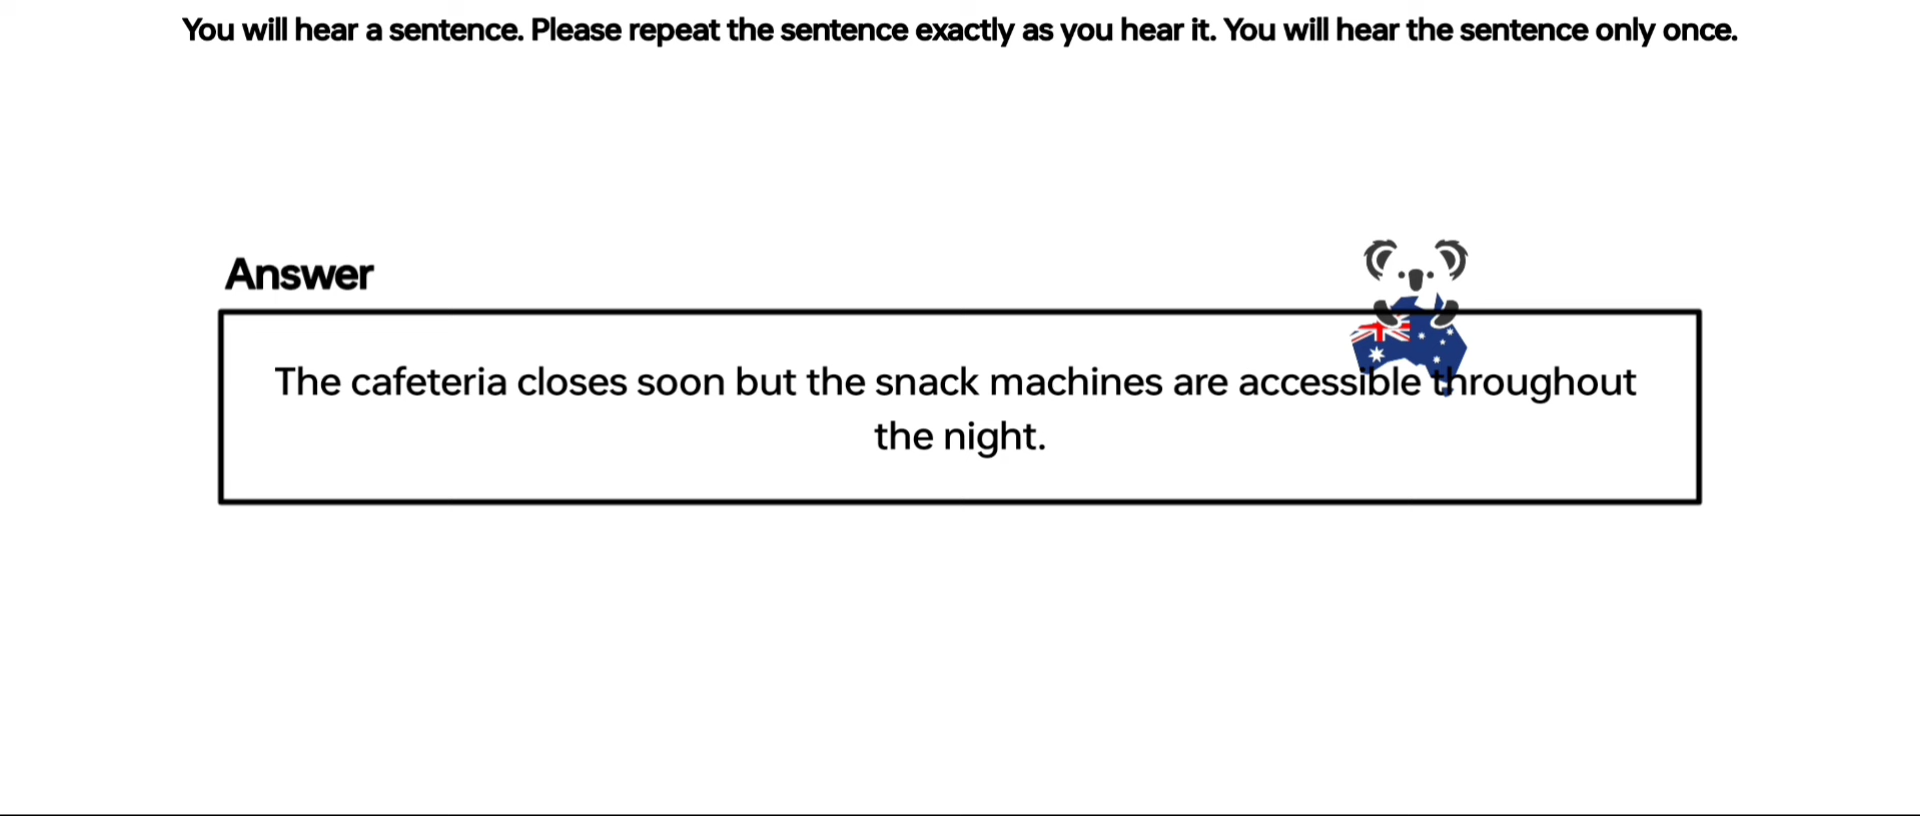 You will hear a sentence. Please repeat the sentence exactly as you hear it. You will hear the sentence only once.
Answer
The cafeteria closes soon but the snack machines are accessible throughout
the night.